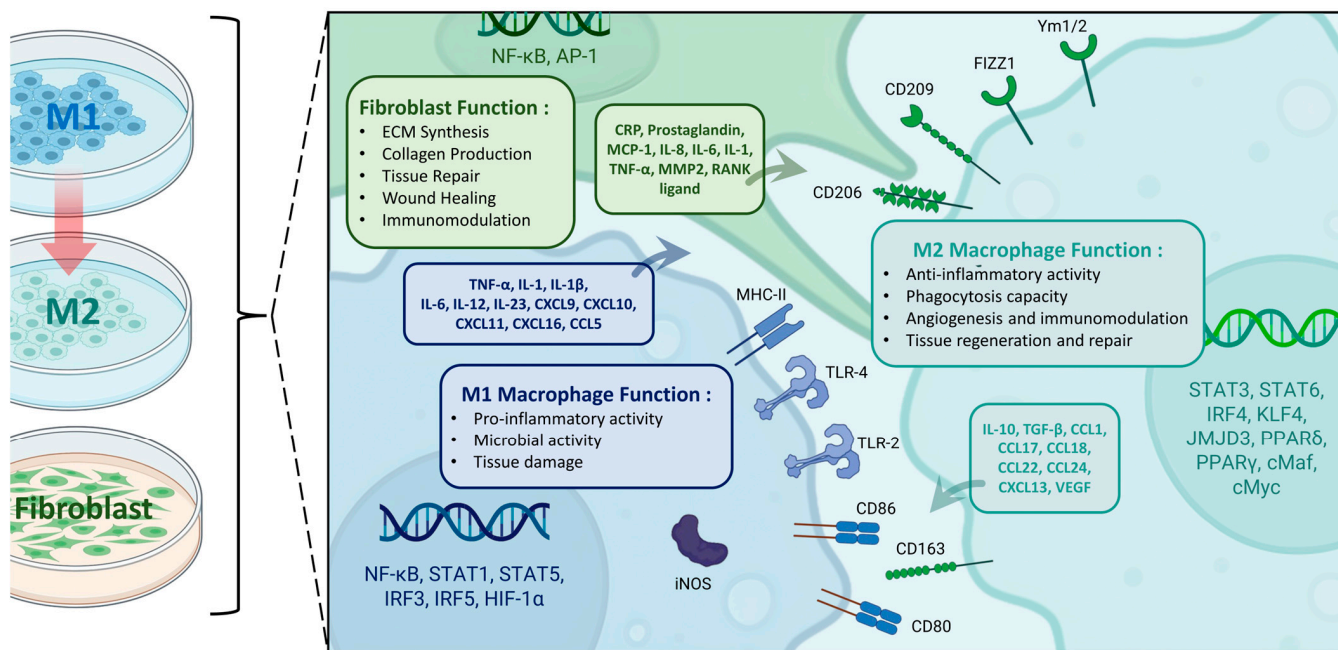 M1
M2
Fibroblast
NF-κB, AP-1
Fibroblast Function :
• ECM Synthesis
• Collagen Production
• Tissue Repair
• Wound Healing
• Immunomodulation
CRP, Prostaglandin,
MCP-1, IL-8, IL-6, IL-1,
TNF-α, MMP2, RANK
ligand
Ym1/2
FIZZ1
CD209
CD206
TNF-α, IL-1, IL-1β,
IL-6, IL-12, IL-23, CXCL9, CXCL10,
CXCL11, CXCL16, CCL5
MHC-II
TLR-4
TLR-2
M1 Macrophage Function :
• Pro-inflammatory activity
• Microbial activity
• Tissue damage
M2 Macrophage Function :
• Anti-inflammatory activity
• Phagocytosis capacity
• Angiogenesis and immunomodulation
• Tissue regeneration and repair
STAT3, STAT6,
IRF4, KLF4,
JMJD3, PPARδ,
PPARγ, cMaf,
cMyc
IL-10, TGF-β, CCL1,
CCL17, CCL18,
CCL22, CCL24,
CXCL13, VEGF
NF-κB, STAT1, STAT5,
IRF3, IRF5, HIF-1α
iNOS
CD86
CD163
CD80